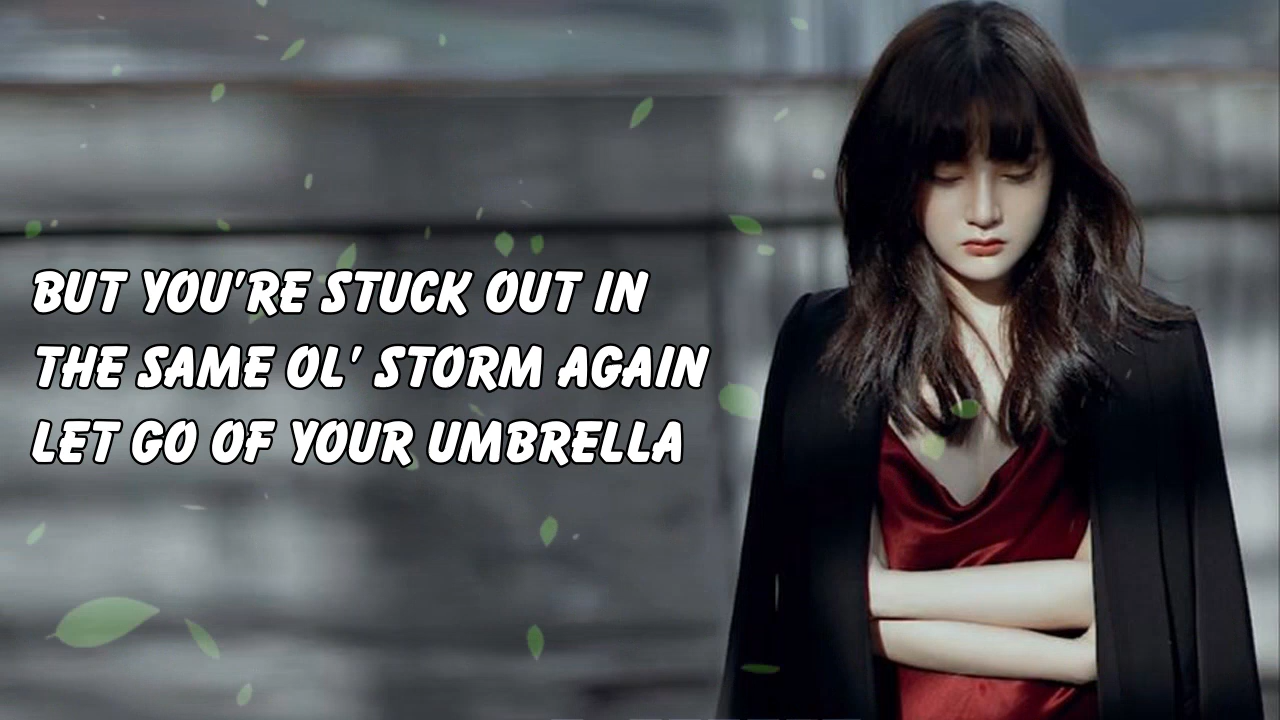 BUT YOU'RE STUCK OUT IN
THE SAME OL' STORM AGAIN
LET GO OF YOUR UMBRELLA